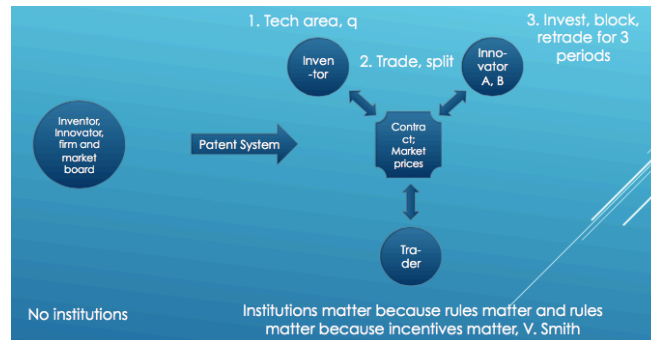 1. Tech area, q
3. Invest, block,
retrade for 3
periods
Inven
-tor
2. Trade, split
Inno-
vator
A, B
Inventor,
Innovator,
firm and
market
board
Patent System
Contra
ct;
Market
prices
Tra-
der
No institutions
Institutions matter because rules matter and rules
matter because incentives matter, V. Smith